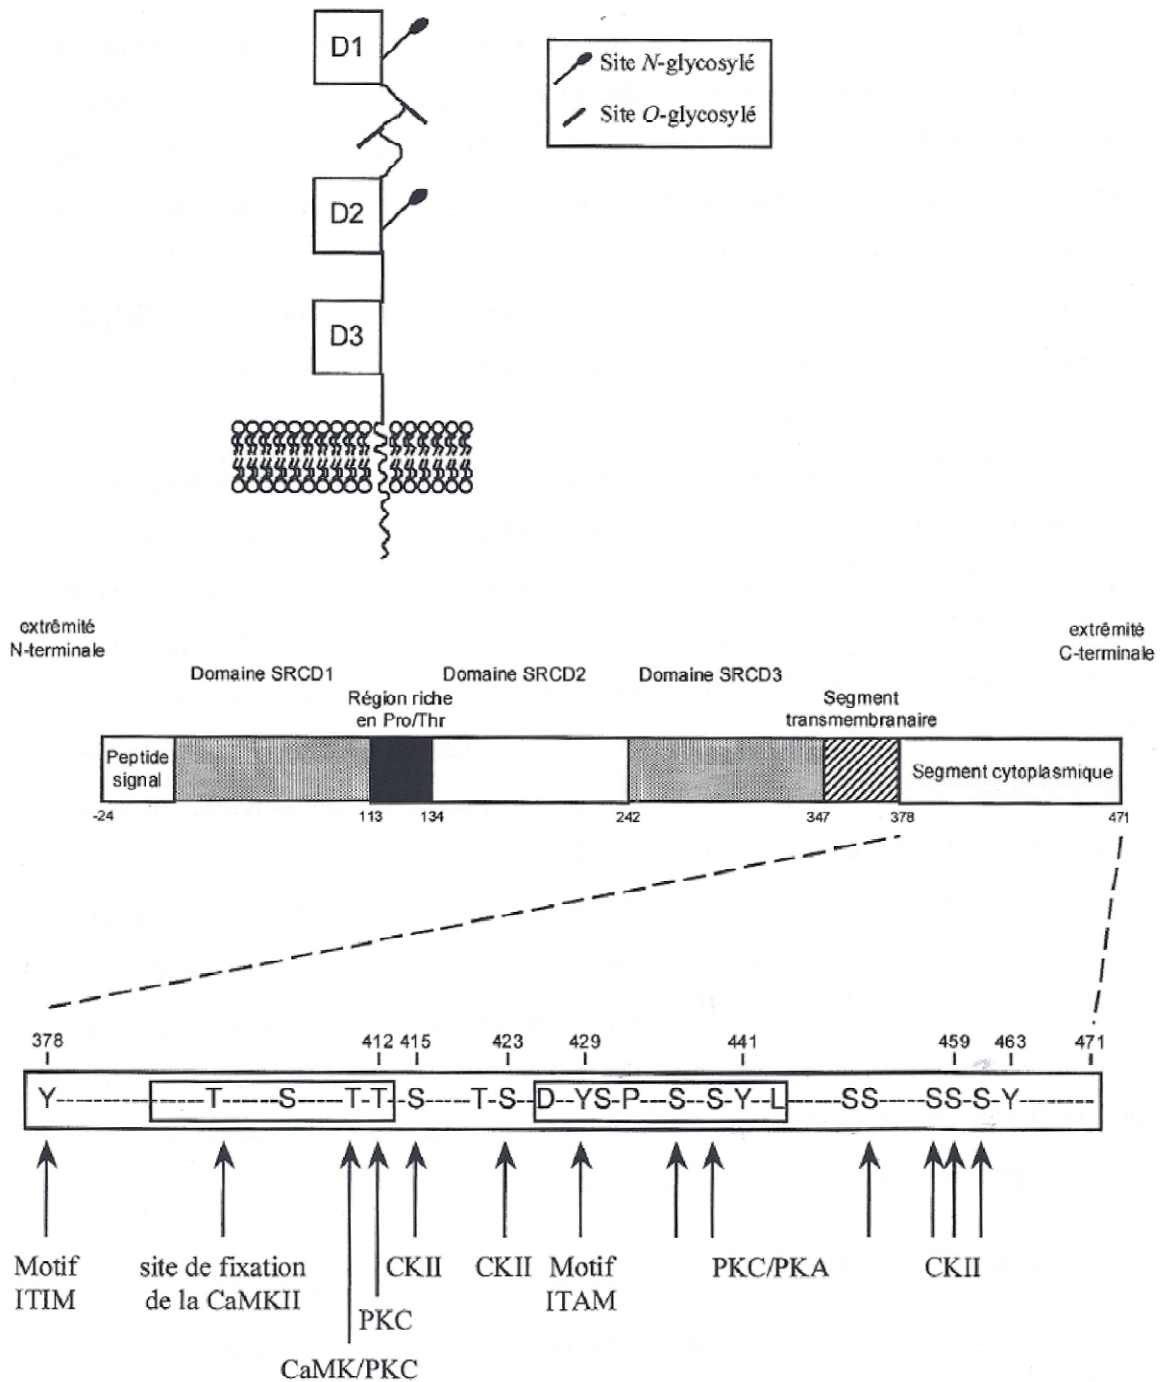 D1
Site N-glycosylé
Site O-glycosylé
D2
D3
extrêmité
N-terminale
extrêmité
C-terminale
Domaine SRCD1
Domaine SRCD2
Domaine SRCD3
Région riche
en Pro/Thr
Segment
transmembranaire
Peptide
signal
Segment cytoplasmique
-24 113 134 242 347 378 471
378 412 415 423 429 441 459 463 471
Y-------------------T------S-----T-T--S-----T-S--D--YS-P---S--S-Y--L------SS------SS-S-Y---------
Motif
ITIM
site de fixation
de la CaMKII
CaMK/PKC
PKC
CKII
CKII
Motif
ITAM
PKC/PKA
CKII